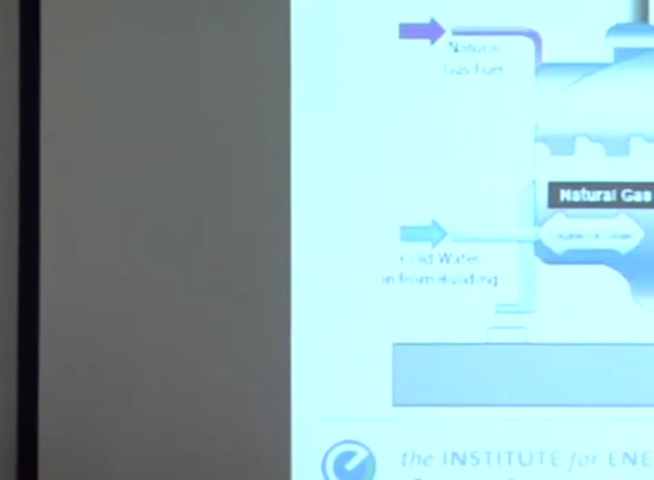 Natural
Gas Fuel
Natural Gas
Cold Water
in from Building
the INSTITUTE for ENE